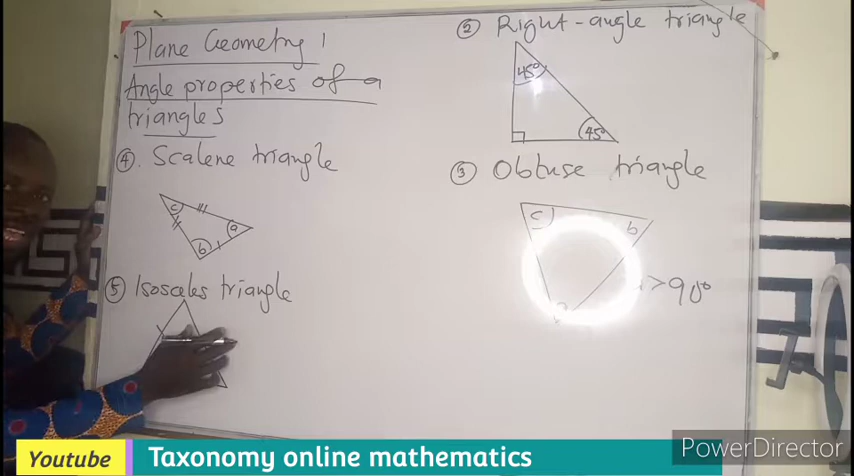 Plane Geometry 1
Angle properties of a
triangles
④. Scalene triangle
c
a
b
⑤ Isosceles triangle
② Right-angle triangle
45°
45°
③ Obtuse triangle
c
b
>90°
Youtube
Taxonomy online mathematics
PowerDirector